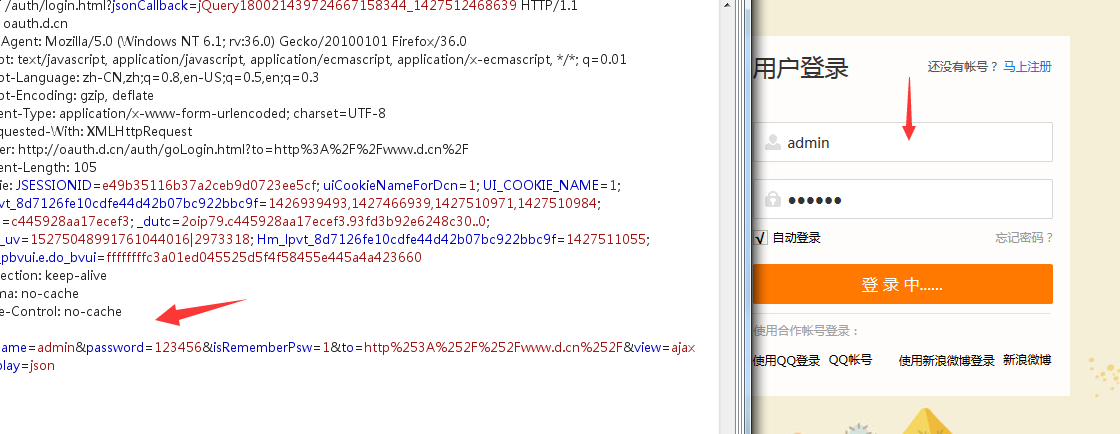 /auth/login.html?jsonCallback=jQuery180021439724667158344_1427512468639 HTTP/1.1
oauth.d.cn
Agent: Mozilla/5.0 (Windows NT 6.1; rv:36.0) Gecko/20100101 Firefox/36.0
pt: text/javascript, application/javascript, application/ecmascript, application/x-ecmascript, */*; q=0.01
pt-Language: zh-CN,zh;q=0.8,en-US;q=0.5,en;q=0.3
pt-Encoding: gzip, deflate
ent-Type: application/x-www-form-urlencoded; charset=UTF-8
quested-With: XMLHttpRequest
er: http://oauth.d.cn/auth/goLogin.html?to=http%3A%2F%2Fwww.d.cn%2F
ent-Length: 105
ie: JSESSIONID=e49b35116b37a2ceb9d0723ee5cf; uiCookieNameForDcn=1; UI_COOKIE_NAME=1;
vt_8d7126fe10cdfe44d42b07bc922bbc9f=1426939493,1427466939,1427510971,1427510984;
=c445928aa17ecef3; _dutc=2oip79.c445928aa17ecef3.93fd3b92e6248c30..0;
_uv=15275048991761044016|2973318; Hm_lpvt_8d7126fe10cdfe44d42b07bc922bbc9f=1427511055;
pbvui.e.do_bvui=ffffffffc3a01ed045525d5f4f58455e445a4a423660
ection: keep-alive
ma: no-cache
e-Control: no-cache
ame=admin&password=123456&isRememberPsw=1&to=http%253A%252F%252Fwww.d.cn%252F&view=ajax
play=json
用户登录
还没有帐号？ 马上注册
admin
●●●●●●
自动登录
忘记密码？
登 录 中......
使用合作帐号登录：
使用QQ登录 QQ帐号 使用新浪微博登录 新浪微博